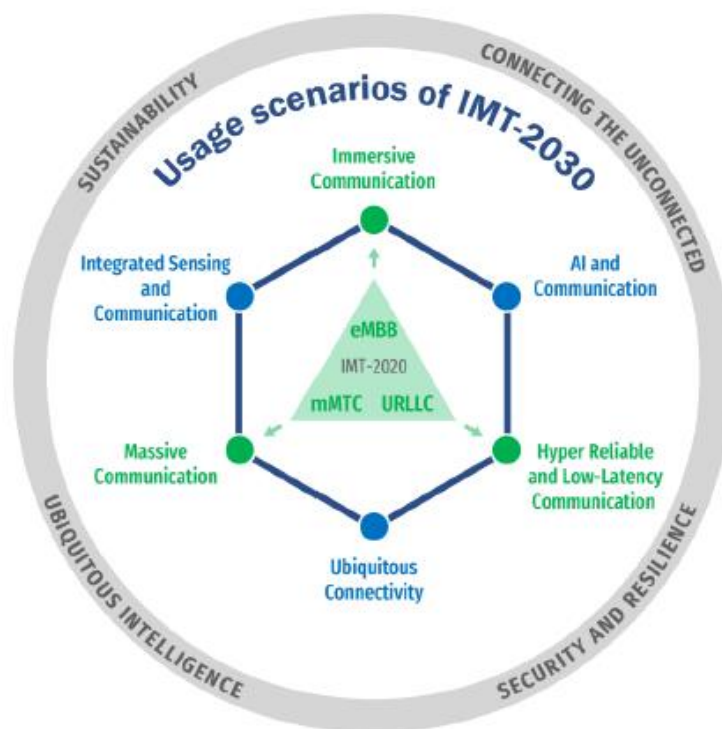 SUSTAINABILITY
CONNECTING THE UNCONNECTED
Usage scenarios of IMT-2030
Immersive
Communication
Integrated Sensing
and
Communication
AI and
Communication
eMBB
IMT-2020
mMTC URLLC
Massive
Communication
Hyper Reliable
and Low-Latency
Communication
Ubiquitous
Connectivity
UBIQUITOUS INTELLIGENCE
SECURITY AND RESILIENCE